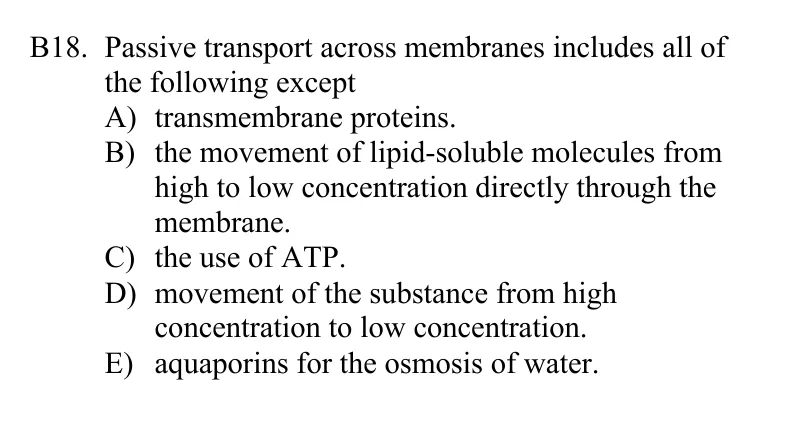 B18. Passive transport across membranes includes all of
the following except
A) transmembrane proteins.
B) the movement of lipid-soluble molecules from
high to low concentration directly through the
membrane.
C) the use of ATP.
D) movement of the substance from high
concentration to low concentration.
E) aquaporins for the osmosis of water.